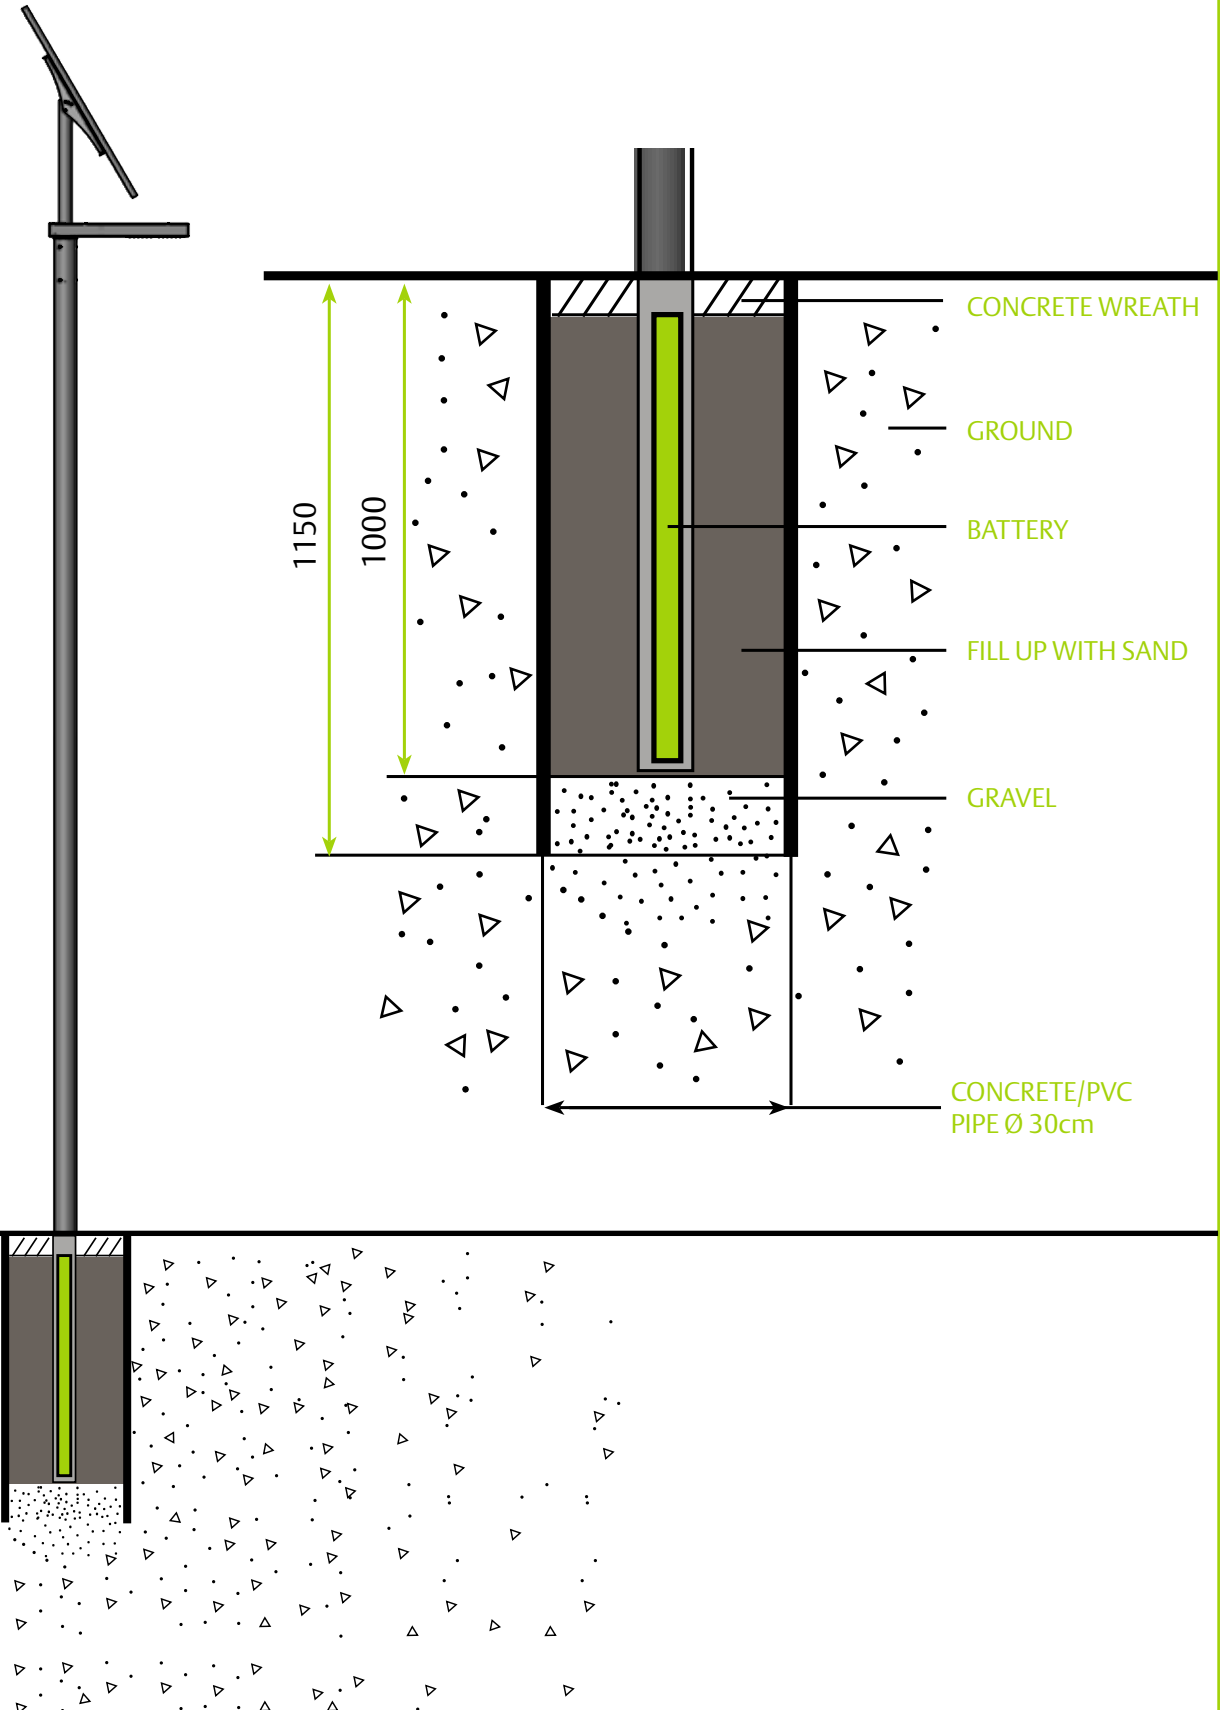 CONCRETE WREATH
GROUND
1150
1000
BATTERY
FILL UP WITH SAND
GRAVEL
CONCRETE/PVC
PIPE Ø 30cm